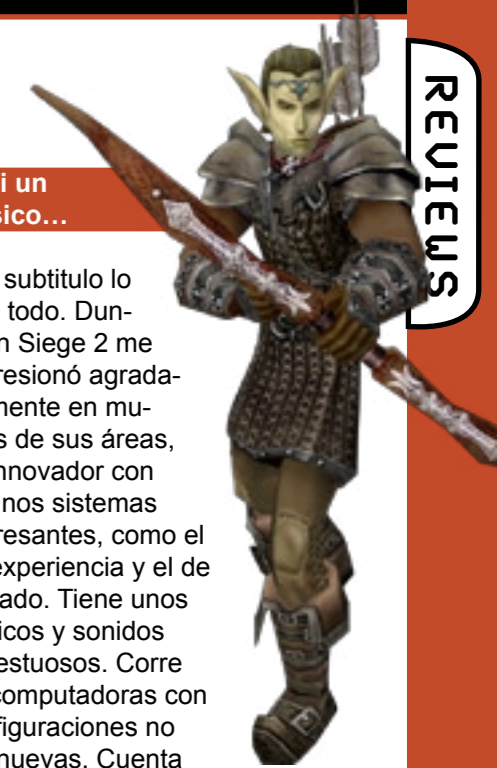 REVIEWS
i un
sico...
subtitulo lo
todo. Dun-
n Siege 2 me
resionó agrada-
mente en mu-
s de sus áreas,
nnovador con
nos sistemas
resantes, como el
experiencia y el de
ado. Tiene unos
icos y sonidos
estuosos. Corre
computadoras con
figuraciones no
nuevas. Cuenta